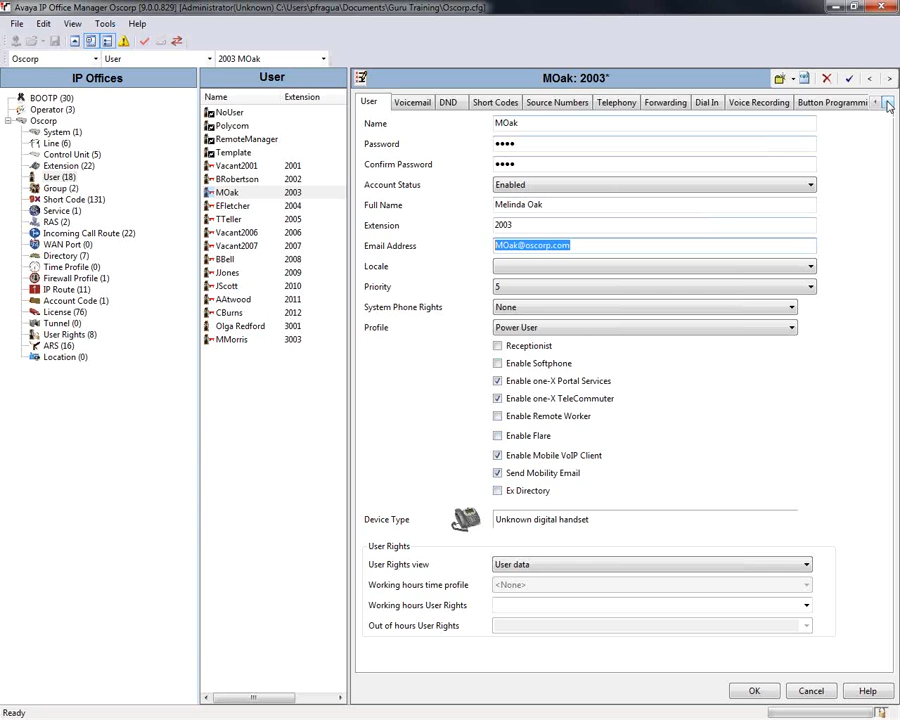 Avaya IP Office Manager Oscorp [9.0.0.829] [Administrator(Unknown) C:\Users\pfragua\Documents\Guru Training\Oscorp.cfg]
File Edit View Tools Help
Oscorp User 2003 MOak
IP Offices
BOOTP (30)
Operator (3)
Oscorp
System (1)
Line (6)
Control Unit (5)
Extension (22)
User (18)
Group (2)
Short Code (131)
Service (1)
RAS (2)
Incoming Call Route (22)
WAN Port (0)
Directory (7)
Time Profile (0)
Firewall Profile (1)
IP Route (11)
Account Code (1)
License (76)
Tunnel (0)
User Rights (8)
ARS (16)
Location (0)
User
Name Extension
NoUser
Polycom
RemoteManager
Template
Vacant2001 2001
BRobertson 2002
MOak 2003
EFletcher 2004
TTeller 2005
Vacant2006 2006
Vacant2007 2007
BBell 2008
JJones 2009
JScott 2010
AAtwood 2011
CBurns 2012
Olga Redford 3001
MMorris 3003
MOak: 2003*
User Voicemail DND Short Codes Source Numbers Telephony Forwarding Dial In Voice Recording Button Programmi
Name MOak
Password ••••
Confirm Password ••••
Account Status Enabled
Full Name Melinda Oak
Extension 2003
Email Address MOak@oscorp.com
Locale
Priority 5
System Phone Rights None
Profile Power User
Receptionist
Enable Softphone
Enable one-X Portal Services
Enable one-X TeleCommuter
Enable Remote Worker
Enable Flare
Enable Mobile VoIP Client
Send Mobility Email
Ex Directory
Device Type Unknown digital handset
User Rights
User Rights view User data
Working hours time profile <None>
Working hours User Rights
Out of hours User Rights
OK Cancel Help
Ready